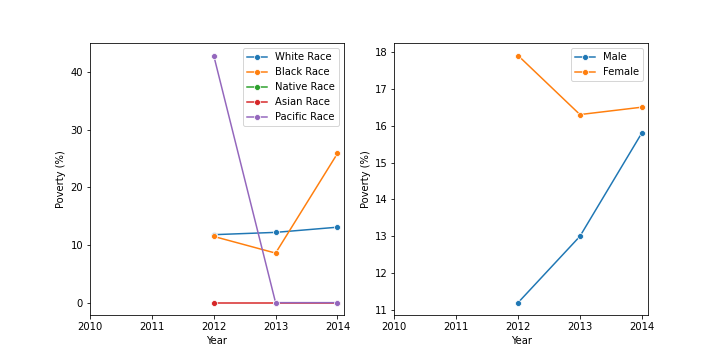 White Race
Black Race
Native Race
Asian Race
Pacific Race
40
30
20
10
0
Poverty (%)
2010 2011 2012 2013 2014
Year
Male
Female
18
17
16
15
14
13
12
11
Poverty (%)
2010 2011 2012 2013 2014
Year